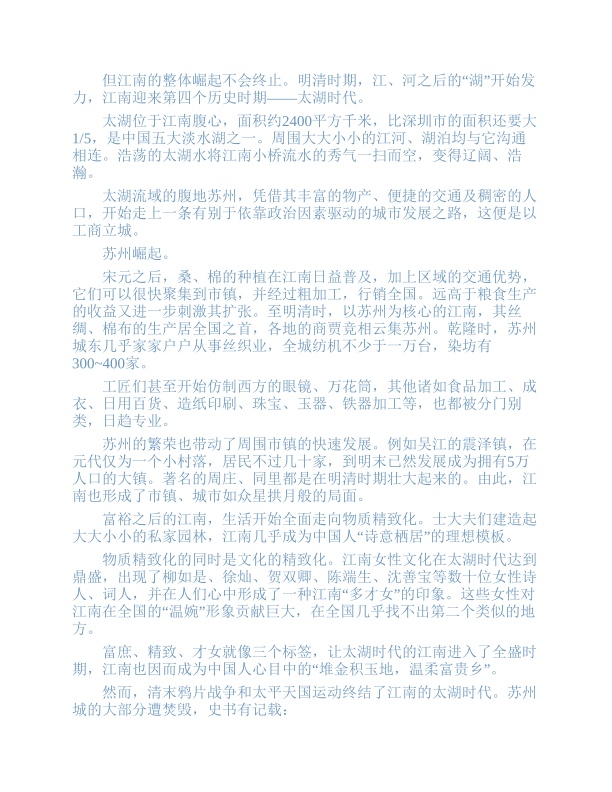 但江南的整体崛起不会终止。明清时期，江、河之后的“湖”开始发
力，江南迎来第四个历史时期——太湖时代。
太湖位于江南腹心，面积约2400平方千米，比深圳市的面积还要大
1/5，是中国五大淡水湖之一。周围大大小小的江河、湖泊均与它沟通
相连。浩荡的太湖水将江南小桥流水的秀气一扫而空，变得辽阔、浩
瀚。
太湖流域的腹地苏州，凭借其丰富的物产、便捷的交通及稠密的人
口，开始走上一条有别于依靠政治因素驱动的城市发展之路，这便是以
工商立城。
苏州崛起。
宋元之后，桑、棉的种植在江南日益普及，加上区域的交通优势，
它们可以很快聚集到市镇，并经过粗加工，行销全国。远高于粮食生产
的收益又进一步刺激其扩张。至明清时，以苏州为核心的江南，其丝
绸、棉布的生产居全国之首，各地的商贾竞相云集苏州。乾隆时，苏州
城东几乎家家户户从事丝织业，全城纺机不少于一万台，染坊有
300~400家。
工匠们甚至开始仿制西方的眼镜、万花筒，其他诸如食品加工、成
衣、日用百货、造纸印刷、珠宝、玉器、铁器加工等，也都被分门别
类，日趋专业。
苏州的繁荣也带动了周围市镇的快速发展。例如吴江的震泽镇，在
元代仅为一个小村落，居民不过几十家，到明末已然发展成为拥有5万
人口的大镇。著名的周庄、同里都是在明清时期壮大起来的。由此，江
南也形成了市镇、城市如众星拱月般的局面。
富裕之后的江南，生活开始全面走向物质精致化。士大夫们建造起
大大小小的私家园林，江南几乎成为中国人“诗意栖居”的理想模板。
物质精致化的同时是文化的精致化。江南女性文化在太湖时代达到
鼎盛，出现了柳如是、徐灿、贺双卿、陈端生、沈善宝等数十位女性诗
人、词人，并在人们心中形成了一种江南“多才女”的印象。这些女性对
江南在全国的“温婉”形象贡献巨大，在全国几乎找不出第二个类似的地
方。
富庶、精致、才女就像三个标签，让太湖时代的江南进入了全盛时
期，江南也因而成为中国人心目中的“堆金积玉地，温柔富贵乡”。
然而，清末鸦片战争和太平天国运动终结了江南的太湖时代。苏州
城的大部分遭焚毁，史书有记载：